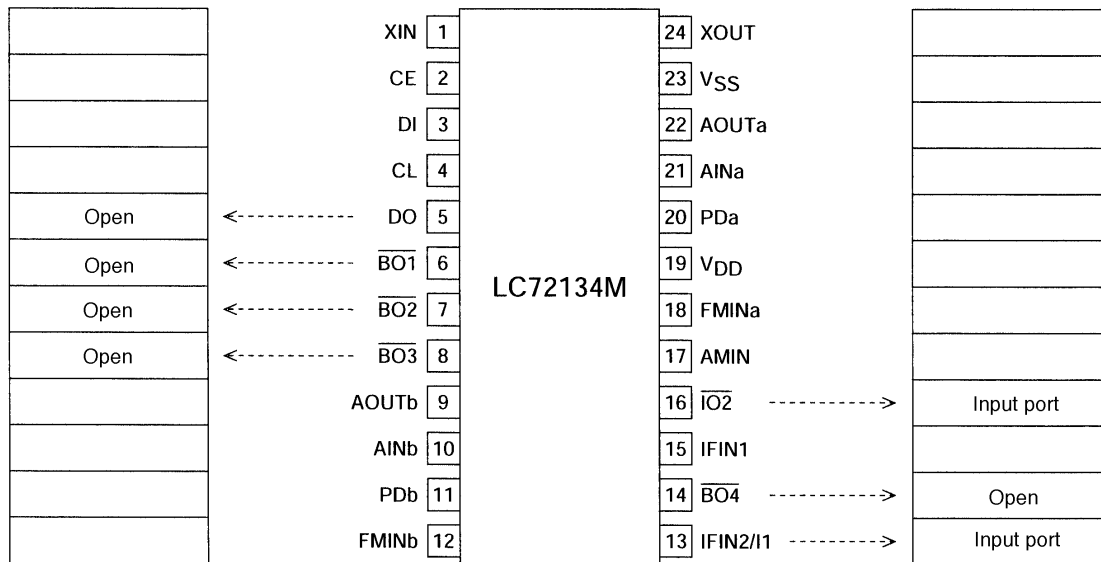 XIN 1 24 XOUT
CE 2 23 VSS
DI 3 22 AOUTa
CL 4 21 AINa
Open DO 5 20 PDa
Open BO1 6 19 VDD
LC72134M
Open BO2 7 18 FMINa
Open BO3 8 17 AMIN
AOUTb 9 16 IO2 Input port
AINb 10 15 IFIN1
PDb 11 14 BO4 Open
FMINb 12 13 IFIN2/I1 Input port